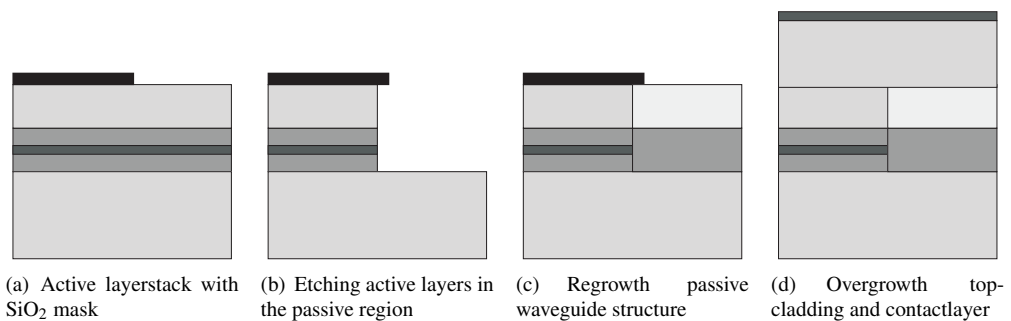 (a) Active layerstack with
SiO₂ mask
(b) Etching active layers in
the passive region
(c) Regrowth passive
waveguide structure
(d) Overgrowth top-
cladding and contactlayer